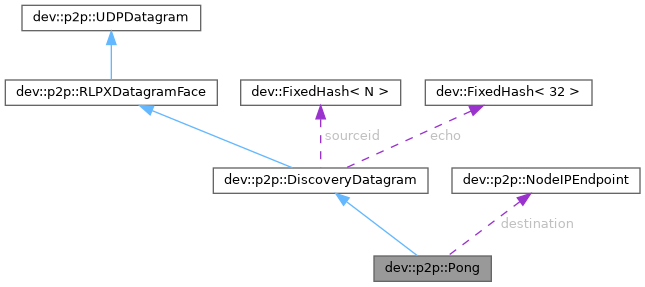 dev::p2p::UDPDatagram
dev::p2p::RLPXDatagramFace
dev::FixedHash< N >
dev::FixedHash< 32 >
sourceid
echo
dev::p2p::DiscoveryDatagram
dev::p2p::NodeIPEndpoint
destination
dev::p2p::Pong